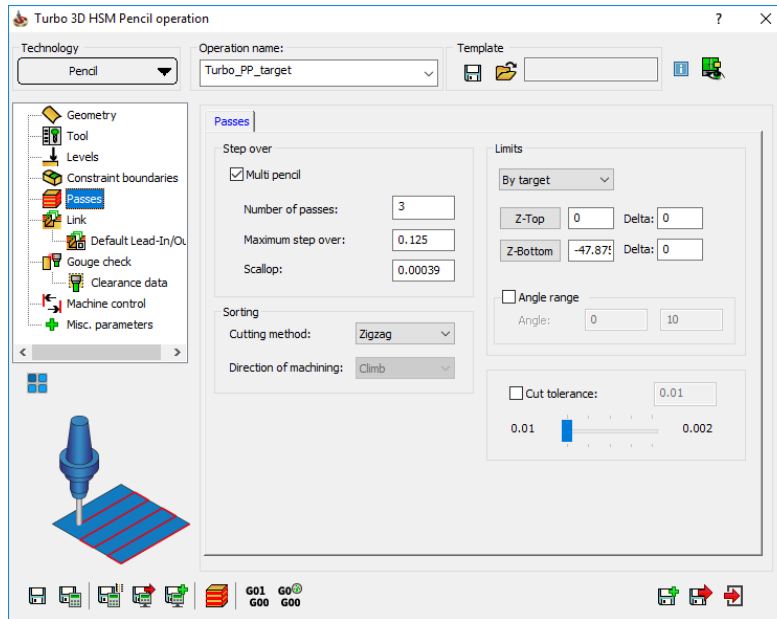 Turbo 3D HSM Pencil operation ? ×
Technology
Pencil
Operation name:
Turbo_PP_target
Template
Geometry
Tool
Levels
Constraint boundaries
Passes
Link
Default Lead-In/Ou
Gouge check
Clearance data
Machine control
Misc. parameters
Passes
Step over
Multi pencil
Number of passes: 3
Maximum step over: 0.125
Scallop: 0.00039
Sorting
Cutting method: Zigzag
Direction of machining: Climb
Limits
By target
Z-Top 0 Delta: 0
Z-Bottom -47.875 Delta: 0
Angle range
Angle: 0 10
Cut tolerance: 0.01
0.01 0.002
G01 G0
G00 G00